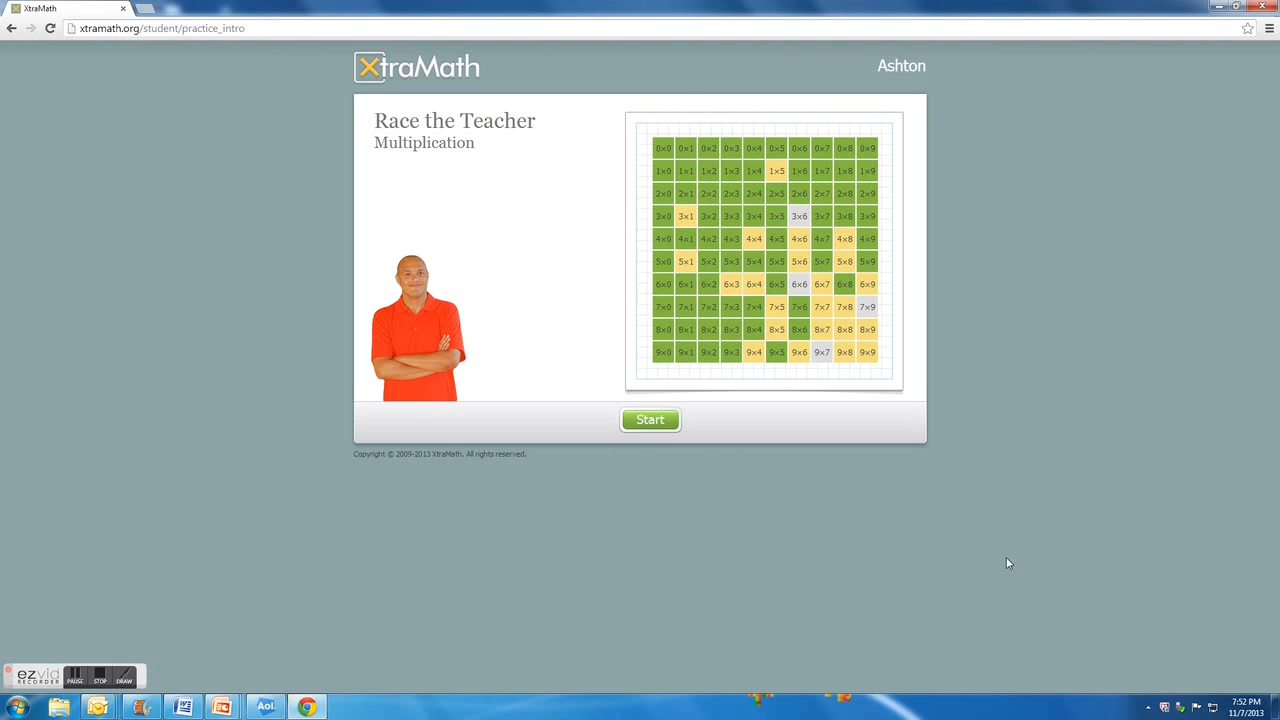 XtraMath
xtramath.org/student/practice_intro
XtraMath
Ashton
Race the Teacher
Multiplication
0×0 0×1 0×2 0×3 0×4 0×5 0×6 0×7 0×8 0×9
1×0 1×1 1×2 1×3 1×4 1×5 1×6 1×7 1×8 1×9
2×0 2×1 2×2 2×3 2×4 2×5 2×6 2×7 2×8 2×9
3×0 3×1 3×2 3×3 3×4 3×5 3×6 3×7 3×8 3×9
4×0 4×1 4×2 4×3 4×4 4×5 4×6 4×7 4×8 4×9
5×0 5×1 5×2 5×3 5×4 5×5 5×6 5×7 5×8 5×9
6×0 6×1 6×2 6×3 6×4 6×5 6×6 6×7 6×8 6×9
7×0 7×1 7×2 7×3 7×4 7×5 7×6 7×7 7×8 7×9
8×0 8×1 8×2 8×3 8×4 8×5 8×6 8×7 8×8 8×9
9×0 9×1 9×2 9×3 9×4 9×5 9×6 9×7 9×8 9×9
Start
Copyright © 2009-2013 XtraMath. All rights reserved.
ezvid
RECORDER
PAUSE STOP DRAW
Aol.
7:52 PM
11/7/2013